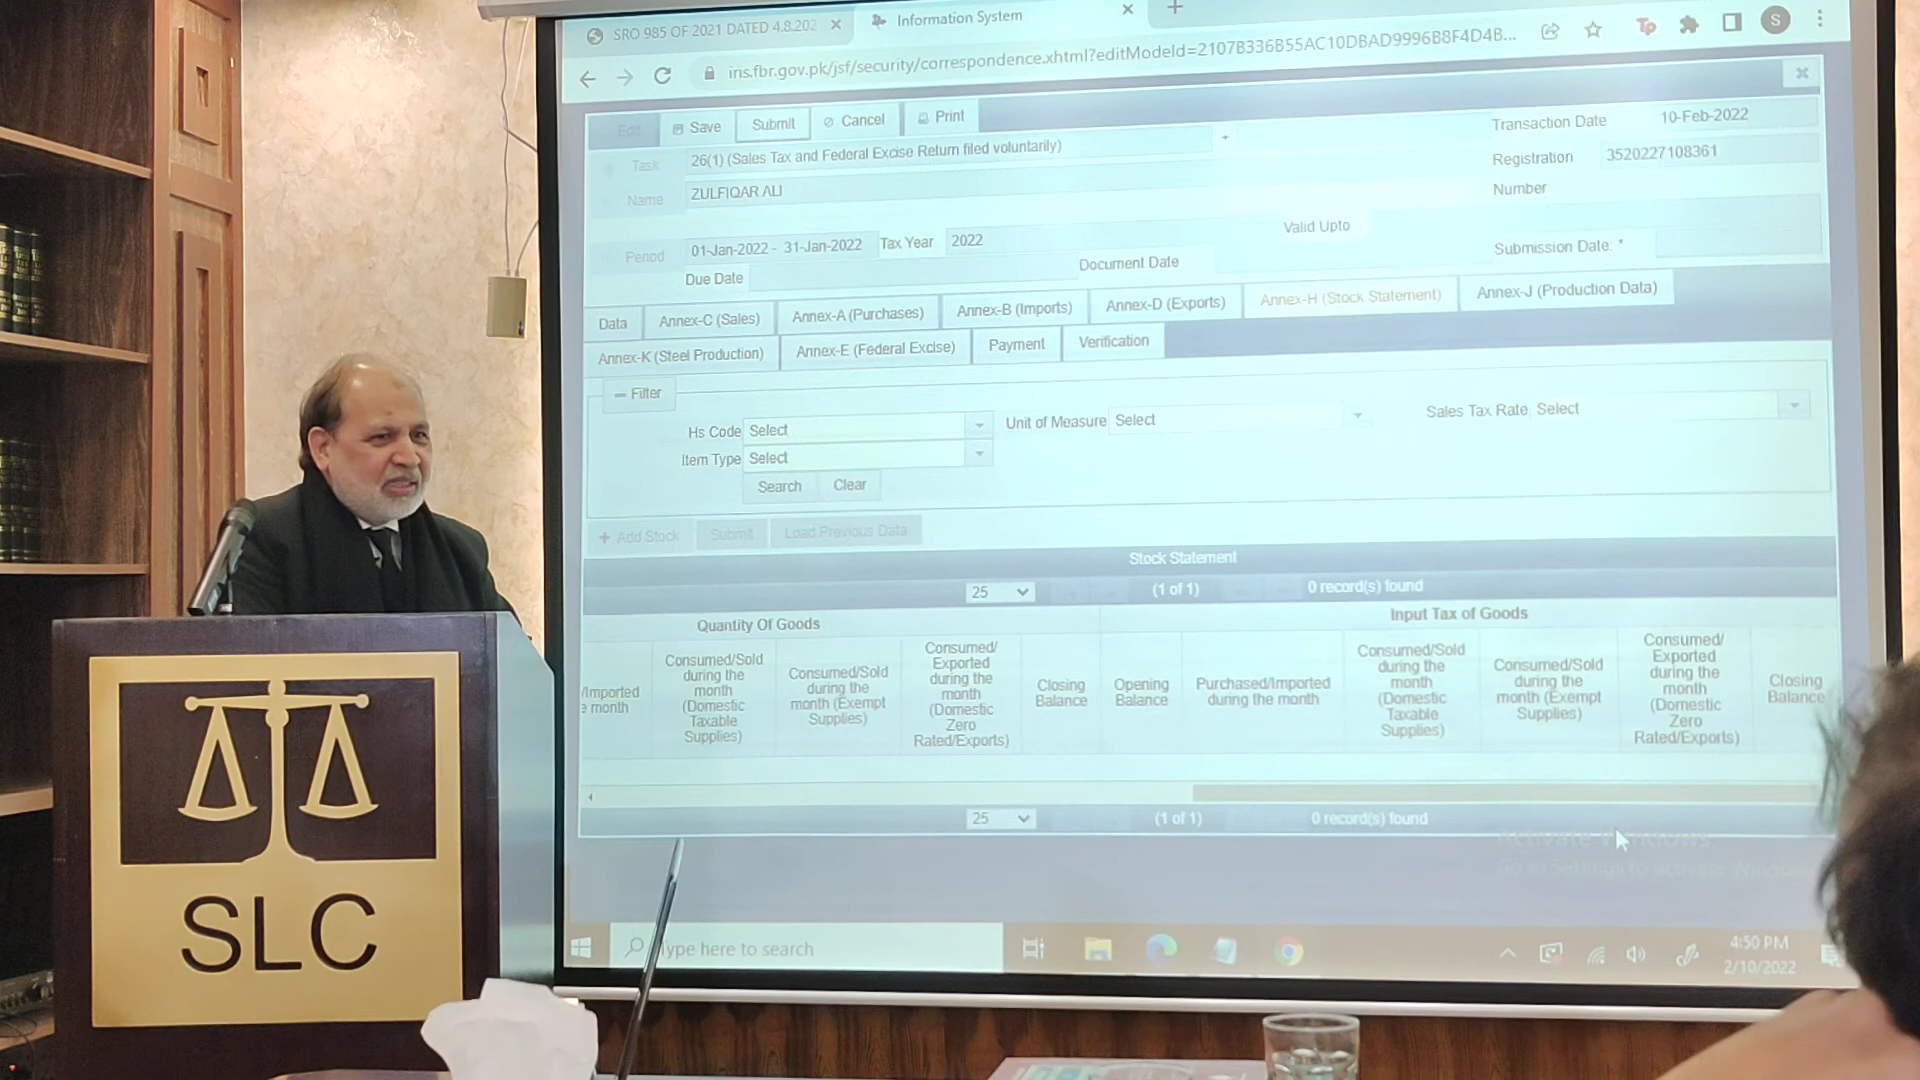 SRO 985 OF 2021 DATED 4.8.202
Information System
iris.fbr.gov.pk/jsf/security/correspondence.xhtml?editModeId=2107B336B55AC10DBAD9996B8F4D4B...
S
Edit Save Submit Cancel Print
Transaction Date 10-Feb-2022
Task 26(1) (Sales Tax and Federal Excise Return filed voluntarily)
Registration Number 3520227108361
Name ZULFIQAR ALI
Valid Upto
Period 01-Jan-2022 - 31-Jan-2022 Tax Year 2022
Submission Date: *
Due Date Document Date
Data Annex-C (Sales) Annex-A (Purchases) Annex-B (Imports) Annex-D (Exports) Annex-H (Stock Statement) Annex-J (Production Data)
Annex-K (Steel Production) Annex-E (Federal Excise) Payment Verification
Filter
Hs Code Select Unit of Measure Select Sales Tax Rate Select
Item Type Select
Search Clear
+ Add Stock Submit Load Previous Data
Stock Statement
25 (1 of 1) 0 record(s) found
Quantity Of Goods Input Tax of Goods
/Imported
e month
Consumed/Sold
during the
month
(Domestic
Taxable
Supplies)
Consumed/Sold
during the
month (Exempt
Supplies)
Consumed/
Exported
during the
month
(Domestic
Zero
Rated/Exports)
Closing
Balance
Opening
Balance
Purchased/Imported
during the month
Consumed/Sold
during the
month
(Domestic
Taxable
Supplies)
Consumed/Sold
during the
month (Exempt
Supplies)
Consumed/
Exported
during the
month
(Domestic
Zero
Rated/Exports)
Closing
Balance
25 (1 of 1) 0 record(s) found
Activate Windows
Go to Settings to activate Windows
Type here to search
4:50 PM
2/10/2022
SLC